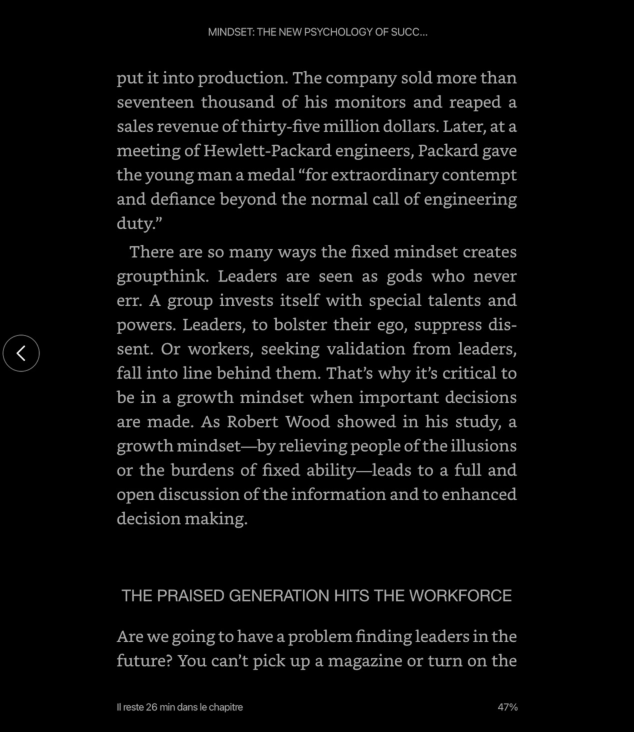 MINDSET: THE NEW PSYCHOLOGY OF SUCC...
put it into production. The company sold more than
seventeen thousand of his monitors and reaped a
sales revenue of thirty-five million dollars. Later, at a
meeting of Hewlett-Packard engineers, Packard gave
the young man a medal “for extraordinary contempt
and defiance beyond the normal call of engineering
duty.”
There are so many ways the fixed mindset creates
groupthink. Leaders are seen as gods who never
err. A group invests itself with special talents and
powers. Leaders, to bolster their ego, suppress dis-
sent. Or workers, seeking validation from leaders,
fall into line behind them. That’s why it’s critical to
be in a growth mindset when important decisions
are made. As Robert Wood showed in his study, a
growth mindset—by relieving people of the illusions
or the burdens of fixed ability—leads to a full and
open discussion of the information and to enhanced
decision making.
THE PRAISED GENERATION HITS THE WORKFORCE
Are we going to have a problem finding leaders in the
future? You can’t pick up a magazine or turn on the
Il reste 26 min dans le chapitre
47%